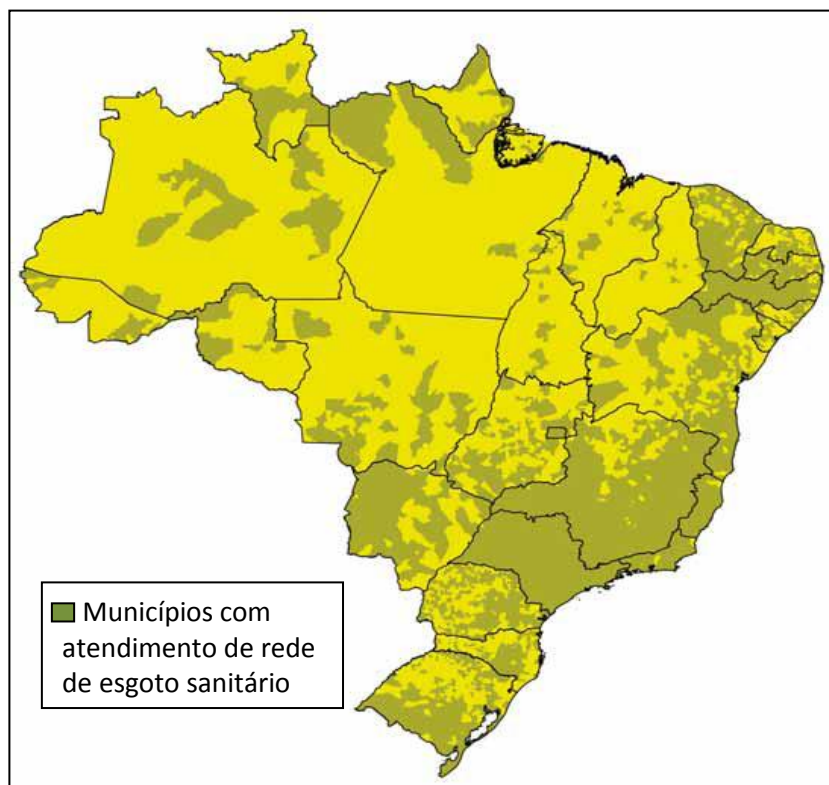 Municípios com
atendimento de rede
de esgoto sanitário